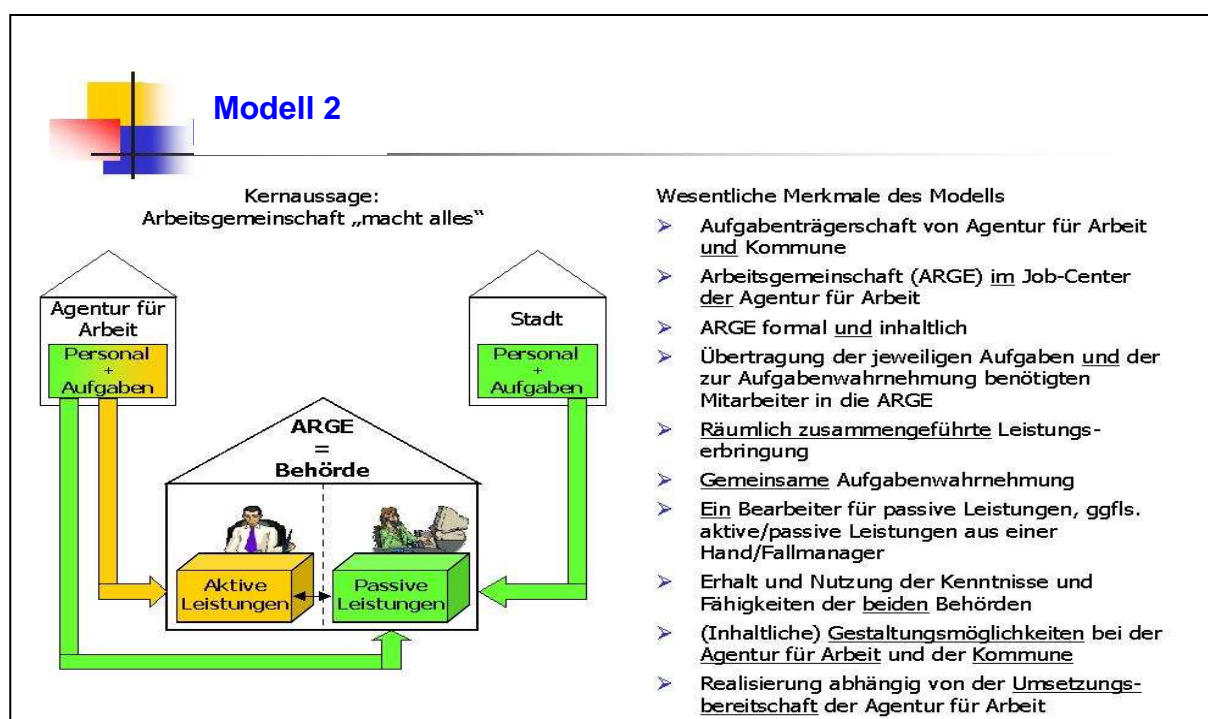 Modell 2
Kernaussage:
Arbeitsgemeinschaft „macht alles“
Agentur für
Arbeit
Personal
+
Aufgaben
Stadt
Personal
+
Aufgaben
ARGE
=
Behörde
Aktive
Leistungen
Passive
Leistungen
Wesentliche Merkmale des Modells
Aufgabenträgerschaft von Agentur für Arbeit
und Kommune
Arbeitsgemeinschaft (ARGE) im Job-Center
der Agentur für Arbeit
ARGE formal und inhaltlich
Übertragung der jeweiligen Aufgaben und der
zur Aufgabenwahrnehmung benötigten
Mitarbeiter in die ARGE
Räumlich zusammengeführte Leistungs-
erbringung
Gemeinsame Aufgabenwahrnehmung
Ein Bearbeiter für passive Leistungen, ggfls.
aktive/passive Leistungen aus einer
Hand/Fallmanager
Erhalt und Nutzung der Kenntnisse und
Fähigkeiten der beiden Behörden
(Inhaltliche) Gestaltungsmöglichkeiten bei der
Agentur für Arbeit und der Kommune
Realisierung abhängig von der Umsetzungs-
bereitschaft der Agentur für Arbeit